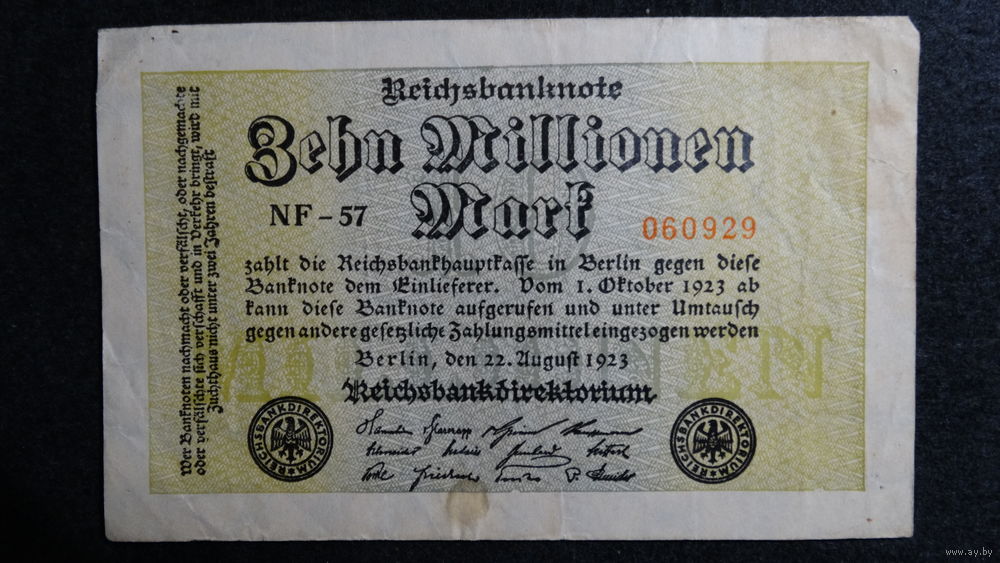 Reichsbanknote
Zehn Millionen
Mark
NF - 57
060929
zahlt die Reichsbankhauptkasse in Berlin gegen diese
Banknote dem Einlieferer. Vom 1. Oktober 1923 ab
kann diese Banknote aufgerufen und unter Umtausch
gegen andere gesetzliche Zahlungsmittel eingezogen werden
Berlin, den 22. August 1923
Reichsbankdirektorium
REICHSBANKDIREKTORIUM
REICHSBANKDIREKTORIUM
Wer Banknoten nachmacht oder verfälscht, oder nachgemachte
oder verfälschte sich verschafft und in Verkehr bringt, wird mit
Zuchthaus nicht unter zwei Jahren bestraft
www.ay.by